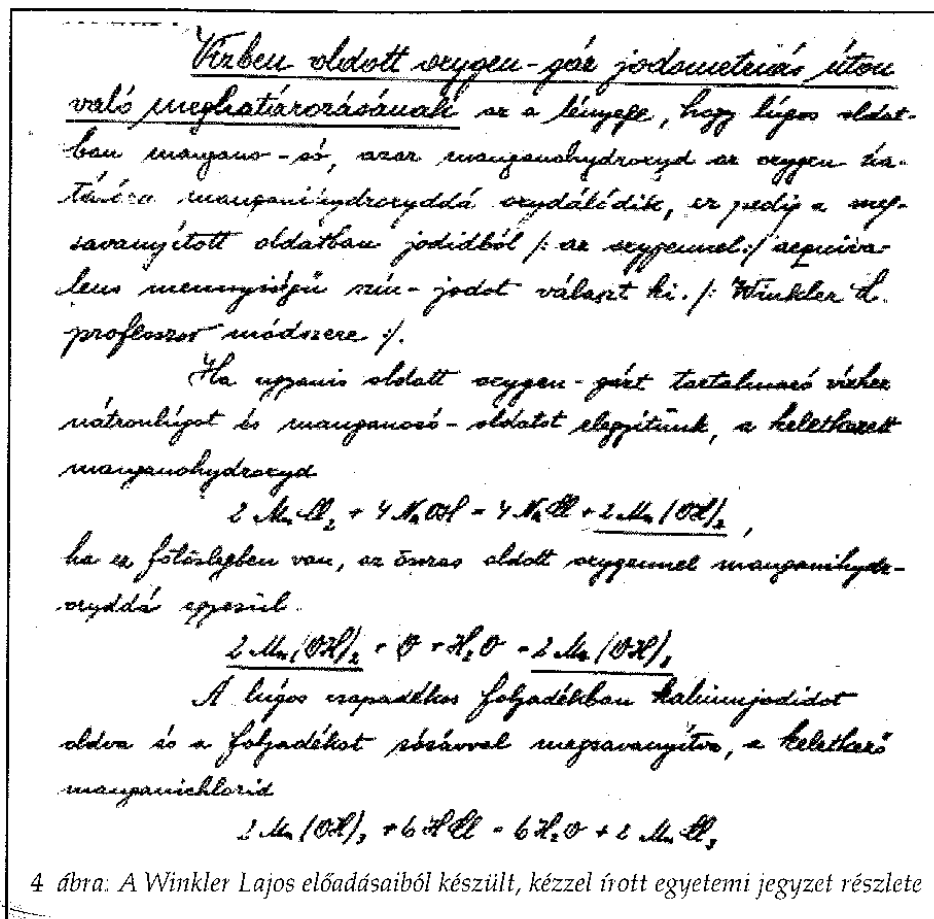 Vízben oldott oxygen-gáz jodometriás úton
való meghatározásának az a lényege, hogy lúgos oldat-
ban mangano-só, azaz manganohydroxyd az oxygen ha-
tására manganihydroxyddá oxydálódik, ez pedig a meg-
savanyított oldatban jodidból /: az oxygennel :/ aequiva-
lens mennyiségű szín-jodot választ ki. /: Winkler L.
professzor módszere :/.
Ha ugyanis oldott oxygen-gázt tartalmazó vízhez
nátronlúgot és manganosó-oldatot elegyítünk, a keletkezett
manganohydroxyd
2 MnCl₂ + 4 NaOH = 4 NaCl + 2 Mn(OH)₂,
ha ez fölöslegben van, az összes oldott oxygennel manganihydr-
oxyddá egyesül.
2 Mn(OH)₂ + O + H₂O = 2 Mn(OH)₃
A lúgos csapadékos folyadékban kaliumjodidot
oldva és a folyadékot sósavval megsavanyítva, a keletkező
manganichlorid
2 Mn(OH)₃ + 6 HCl = 6 H₂O + 2 MnCl₃
4 ábra: A Winkler Lajos előadásaiból készült, kézzel írott egyetemi jegyzet részlete